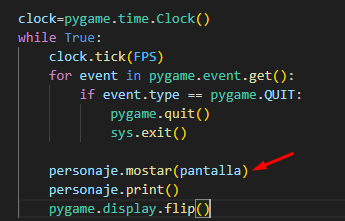 clock=pygame.time.Clock()
while True:
    clock.tick(FPS)
    for event in pygame.event.get():
        if event.type == pygame.QUIT:
            pygame.quit()
            sys.exit()
    personaje.mostar(pantalla)
    personaje.print()
    pygame.display.flip()